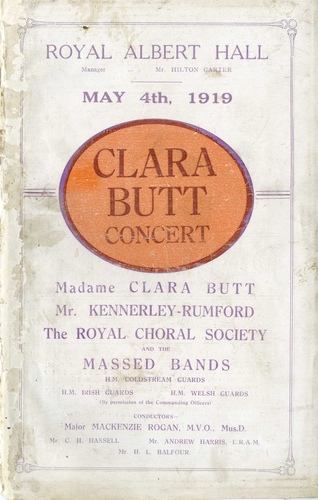 ROYAL ALBERT HALL
Manager ... Mr. HILTON CARTER
MAY 4th, 1919
CLARA
BUTT
CONCERT
Madame CLARA BUTT
Mr. KENNERLEY-RUMFORD
The ROYAL CHORAL SOCIETY
AND THE
MASSED BANDS
H.M. COLDSTREAM GUARDS
H.M. IRISH GUARDS H.M. WELSH GUARDS
(By permission of the Commanding Officers)
CONDUCTORS—
Major MACKENZIE ROGAN, M.V.O., Mus.D.
Mr. C. H. HASSELL Mr. ANDREW HARRIS, L.R.A.M.
Mr. H. L. BALFOUR